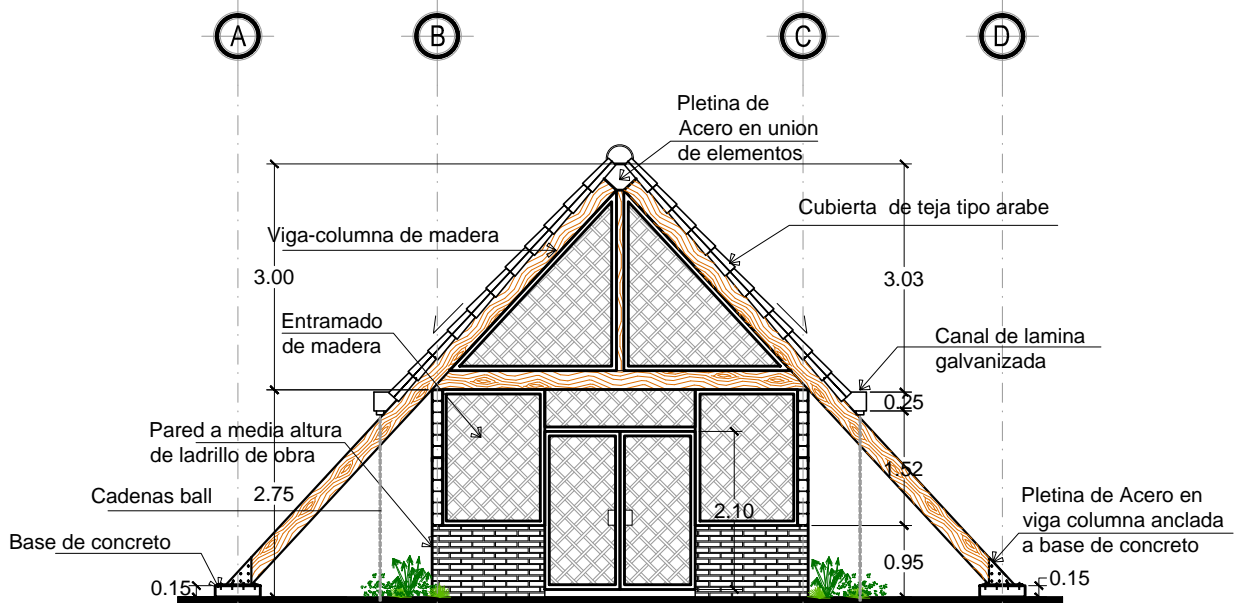 A
B
C
D
Pletina de
Acero en union
de elementos
Cubierta de teja tipo arabe
Viga-columna de madera
3.00
3.03
Entramado
de madera
Canal de lamina
galvanizada
0.25
Pared a media altura
de ladrillo de obra
1.52
Cadenas ball
2.75
2.10
Pletina de Acero en
viga columna anclada
a base de concreto
Base de concreto
0.95
0.15
0.15